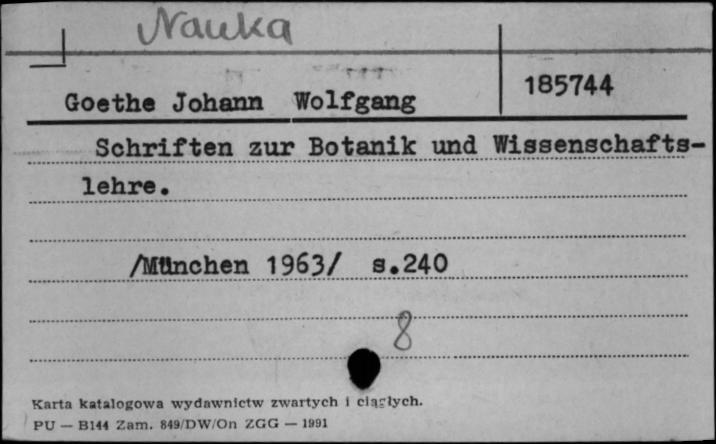 Nauka
185744
Goethe Johann Wolfgang
Schriften zur Botanik und Wissenschafts-
lehre.
/München 1963/ s.240
8
Karta katalogowa wydawnictw zwartych i ciągłych.
PU — B144 Zam. 849/DW/On ZGG — 1991